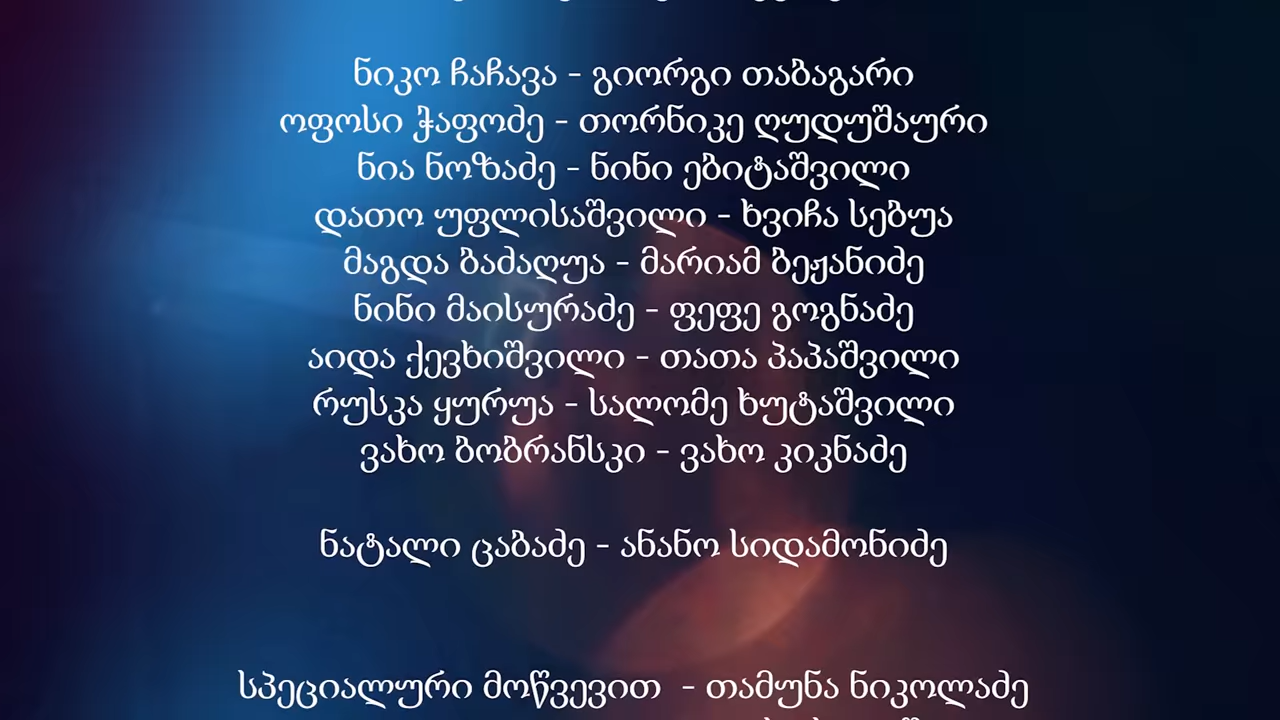 ნიკო ჩაჩავა - გიორგი თაბაგარი
ოფოსი ჭაფოძე - თორნიკე ღუდუშაური
ნია ნოზაძე - ნინი ებიტაშვილი
დათო უფლისაშვილი - ხვიჩა სებუა
მაგდა ბაძაღუა - მარიამ ბეჟანიძე
ნინი მაისურაძე - ფეფე გოგნაძე
აიდა ქევხიშვილი - თათა პაპაშვილი
რუსკა ყურუა - სალომე ხუტაშვილი
ვახო ბობრანსკი - ვახო კიკნაძე
ნატალი ცაბაძე - ანანო სიდამონიძე
სპეციალური მოწვევით - თამუნა ნიკოლაძე